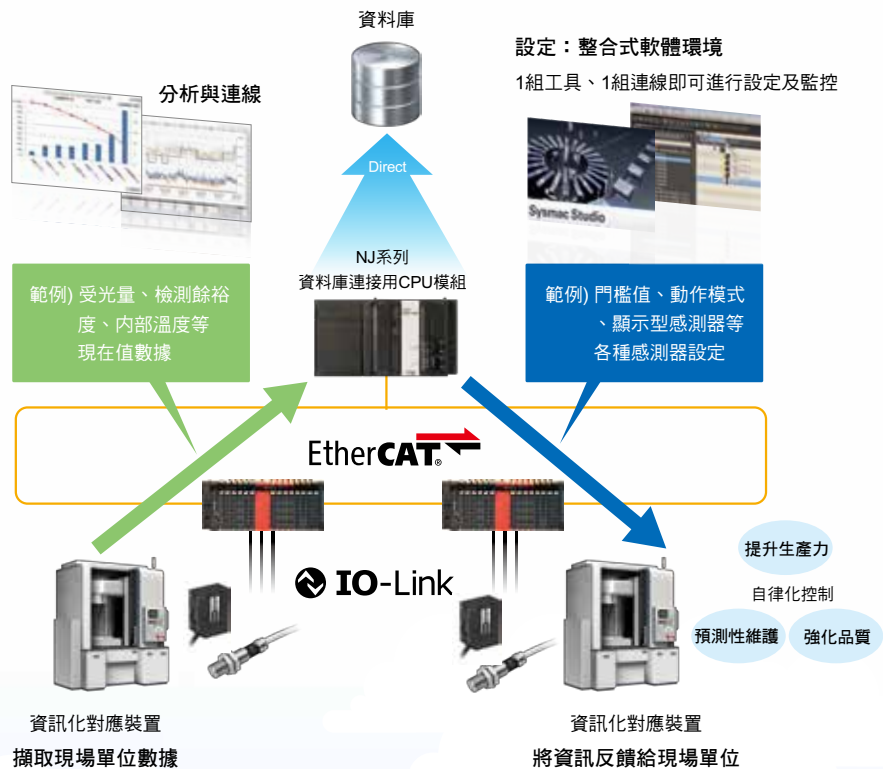 資料庫
設定：整合式軟體環境
1組工具、1組連線即可進行設定及監控
分析與連線
Direct
Sysmac Studio
NJ系列
資料庫連接用CPU模組
範例) 受光量、檢測餘裕
度、內部溫度等
現在值數據
範例) 門檻值、動作模式
、顯示型感測器等
各種感測器設定
EtherCAT®
IO-Link
提升生產力
自律化控制
預測性維護
強化品質
資訊化對應裝置
擷取現場單位數據
資訊化對應裝置
將資訊反饋給現場單位